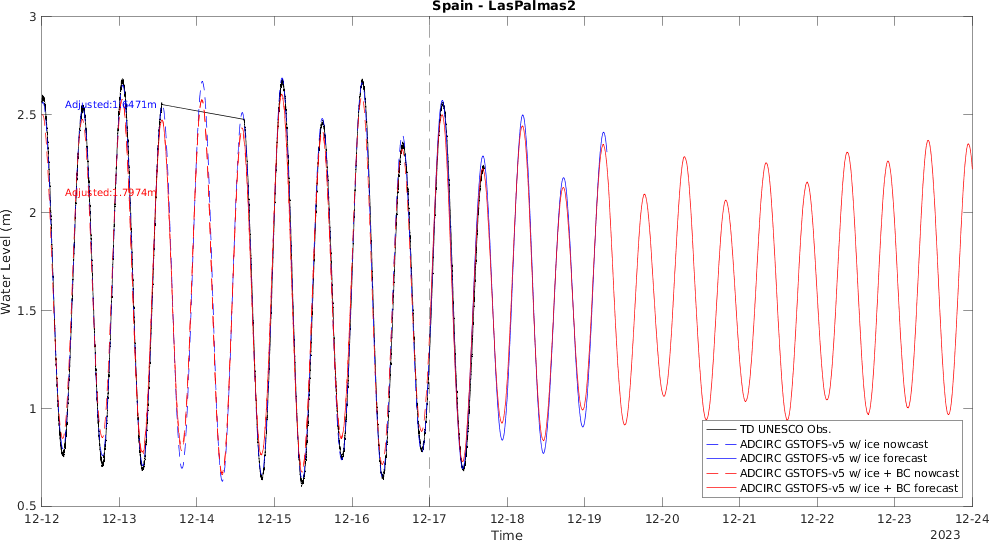 Spain - LasPalmas2
3
2.5
2
1.5
1
0.5
Water Level (m)
Adjusted:1.6471m
Adjusted:1.7974m
TD UNESCO Obs.
ADCIRC GSTOFS-v5 w/ ice nowcast
ADCIRC GSTOFS-v5 w/ ice forecast
ADCIRC GSTOFS-v5 w/ ice + BC nowcast
ADCIRC GSTOFS-v5 w/ ice + BC forecast
12-12 12-13 12-14 12-15 12-16 12-17 12-18 12-19 12-20 12-21 12-22 12-23 12-24
Time
2023